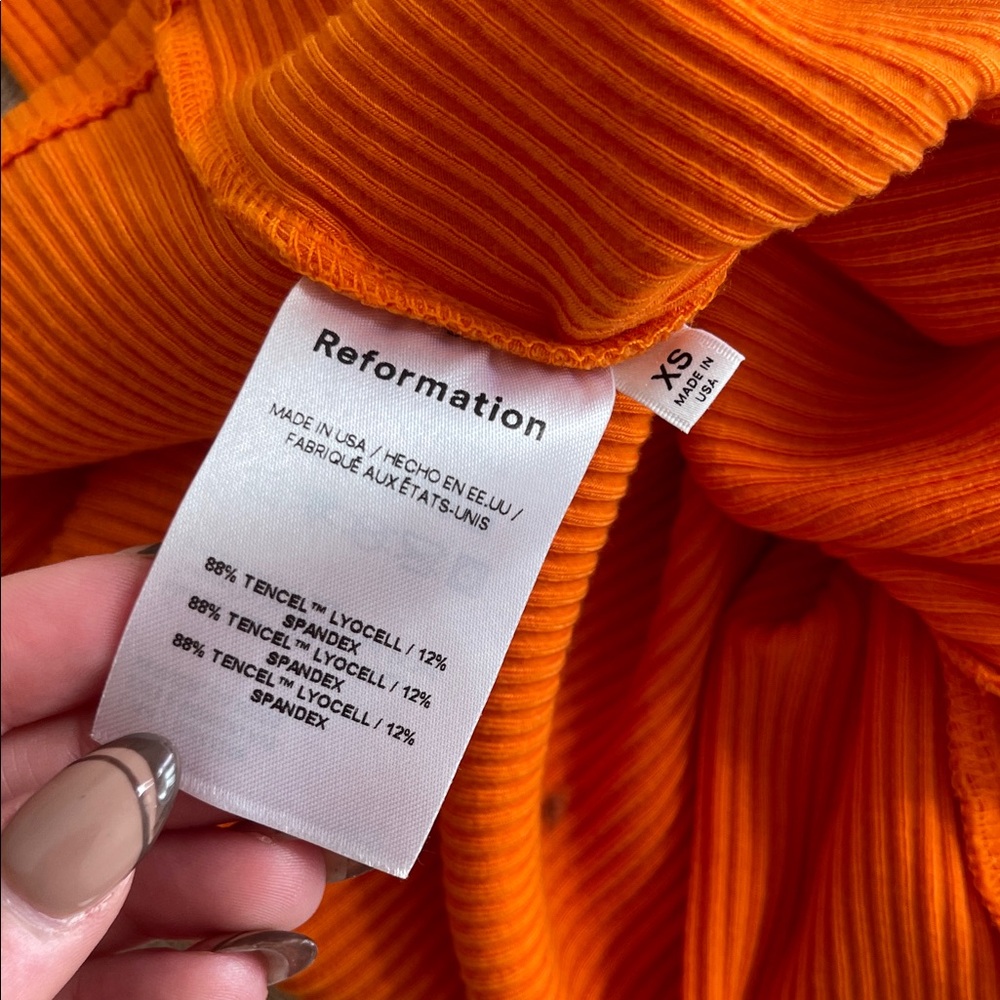 Reformation
MADE IN USA / HECHO EN EE.UU /
FABRIQUÉ AUX ÉTATS-UNIS
88% TENCEL™ LYOCELL / 12%
SPANDEX
88% TENCEL™ LYOCELL / 12%
SPANDEX
88% TENCEL™ LYOCELL / 12%
SPANDEX
XS
MADE IN
USA